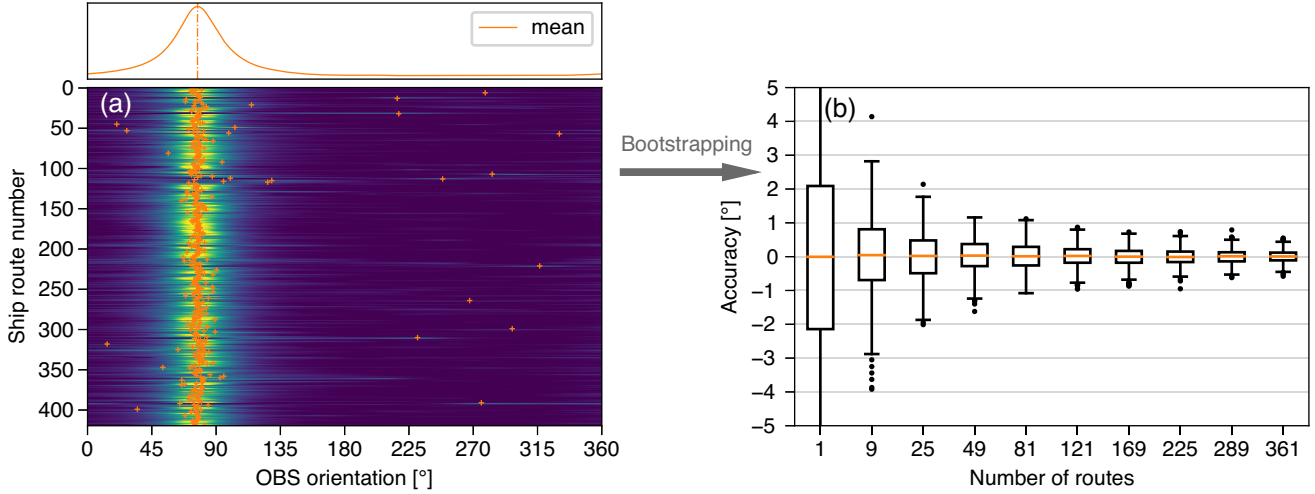 mean
(a)
0
50
100
150
200
250
300
350
400
Ship route number
0 45 90 135 180 225 270 315 360
OBS orientation [°]
Bootstrapping
(b)
5
4
3
2
1
0
−1
−2
−3
−4
−5
Accuracy [°]
1 9 25 49 81 121 169 225 289 361
Number of routes